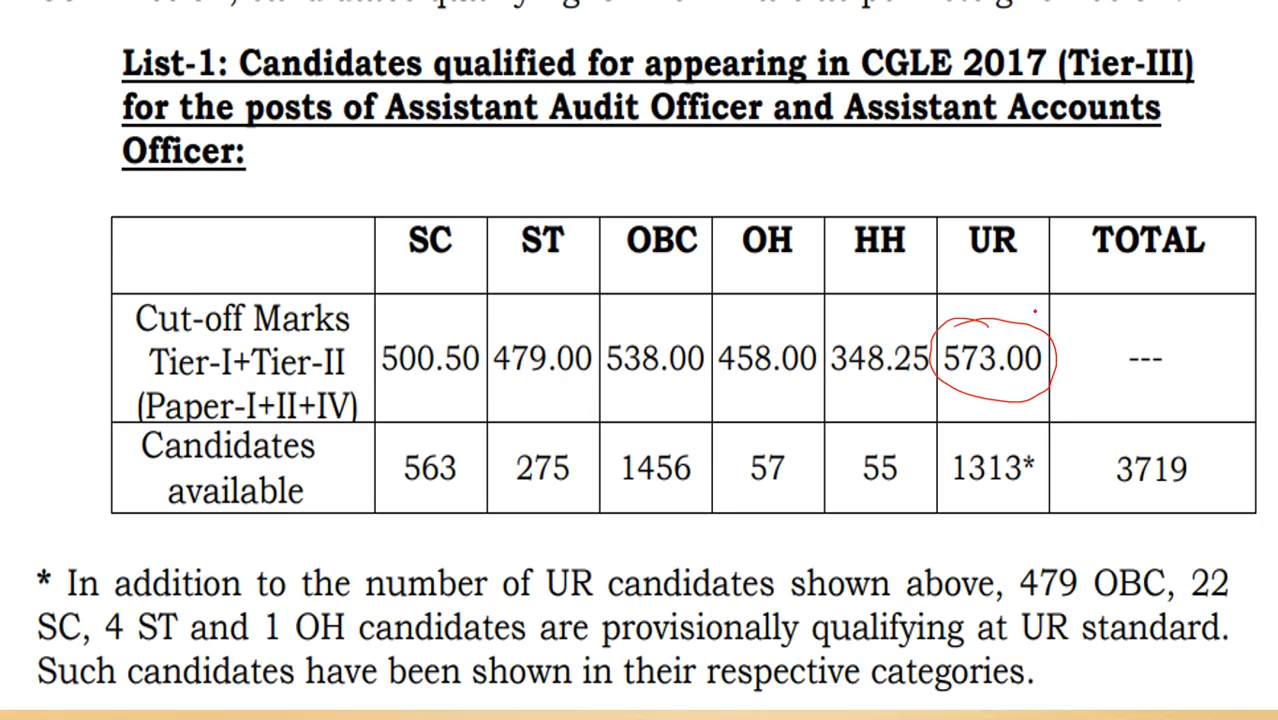 List-1: Candidates qualified for appearing in CGLE 2017 (Tier-III)
for the posts of Assistant Audit Officer and Assistant Accounts
Officer:
SC ST OBC OH HH UR TOTAL
Cut-off Marks
Tier-I+Tier-II
(Paper-I+II+IV)
500.50 479.00 538.00 458.00 348.25 573.00 ---
Candidates
available
563 275 1456 57 55 1313* 3719
* In addition to the number of UR candidates shown above, 479 OBC, 22
SC, 4 ST and 1 OH candidates are provisionally qualifying at UR standard.
Such candidates have been shown in their respective categories.